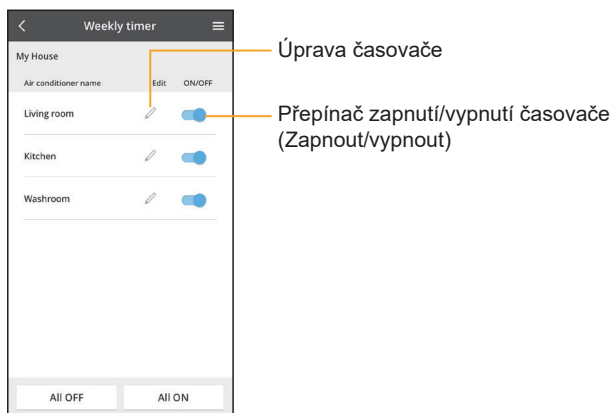 Weekly timer
My House
Air conditioner name Edit ON/OFF
Living room
Kitchen
Washroom
All OFF All ON
Úprava časovače
Přepínač zapnutí/vypnutí časovače
(Zapnout/vypnout)